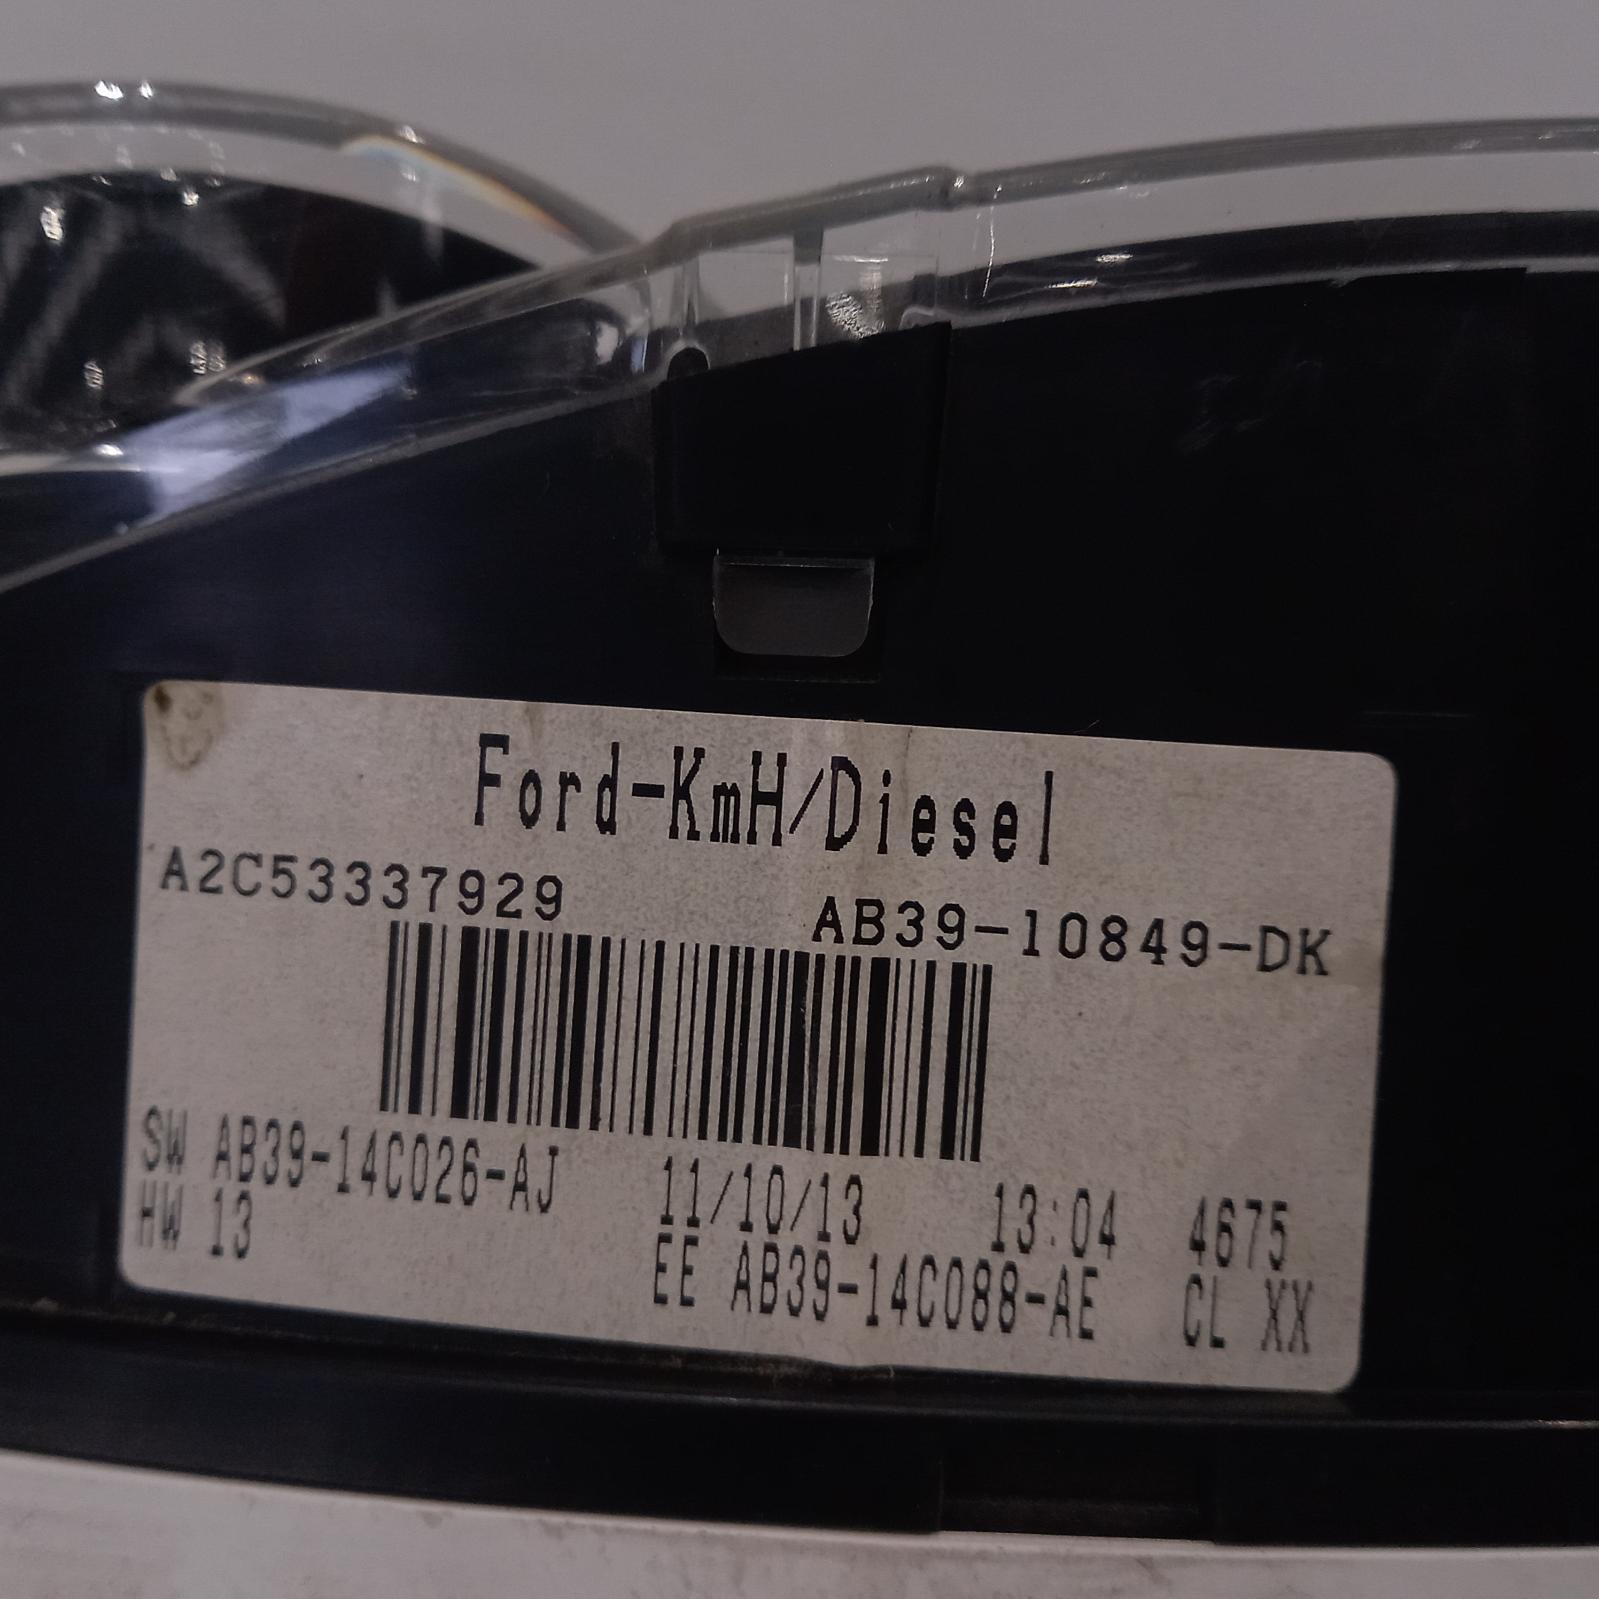 Ford-KmH/Diesel
A2C53337929 AB39-10849-DK
SW AB39-14C026-AJ 11/10/13 13:04 4675
HW 13 EE AB39-14C088-AE CL XX